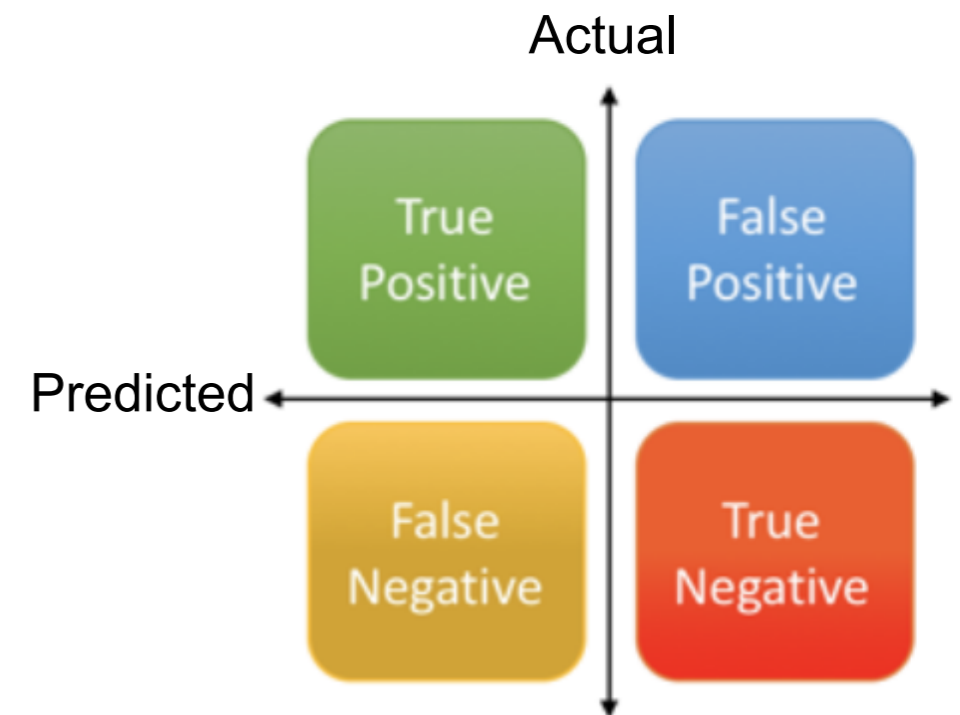 Actual
True
Positive
False
Positive
Predicted
False
Negative
True
Negative